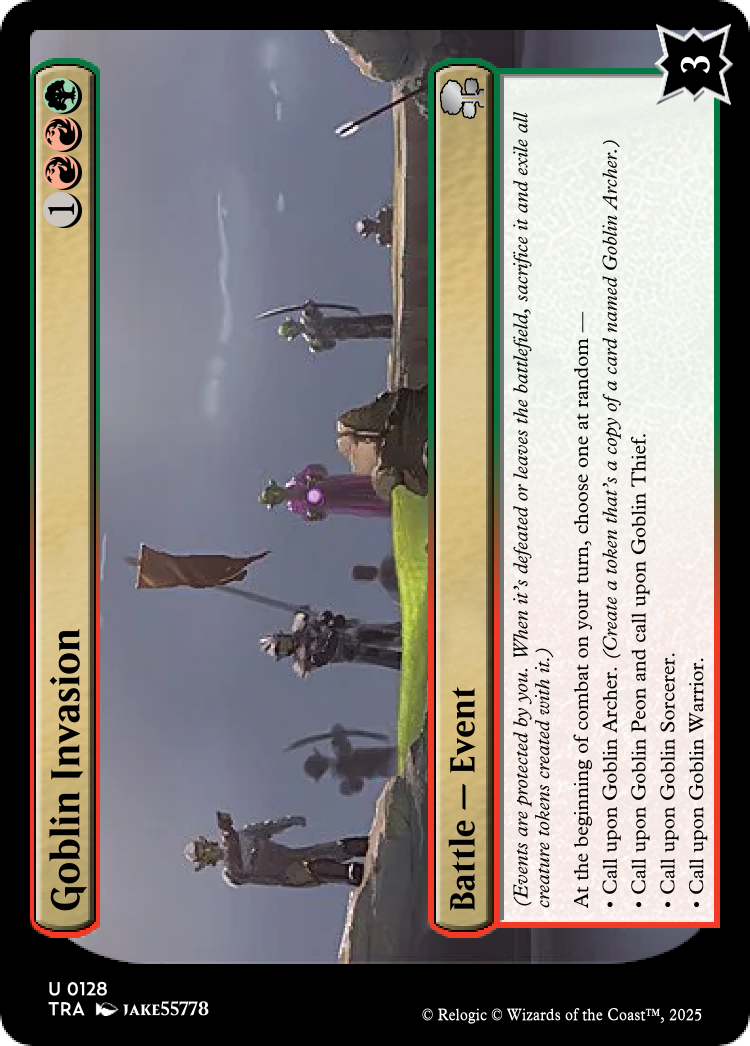 Goblin Invasion
1
Battle — Event
3
(Events are protected by you. When it's defeated or leaves the battlefield, sacrifice it and exile all
creature tokens created with it.)
At the beginning of combat on your turn, choose one at random —
• Call upon Goblin Archer. (Create a token that's a copy of a card named Goblin Archer.)
• Call upon Goblin Peon and call upon Goblin Thief.
• Call upon Goblin Sorcerer.
• Call upon Goblin Warrior.
U 0128
TRA JAKE55778
© Relogic © Wizards of the Coast™, 2025